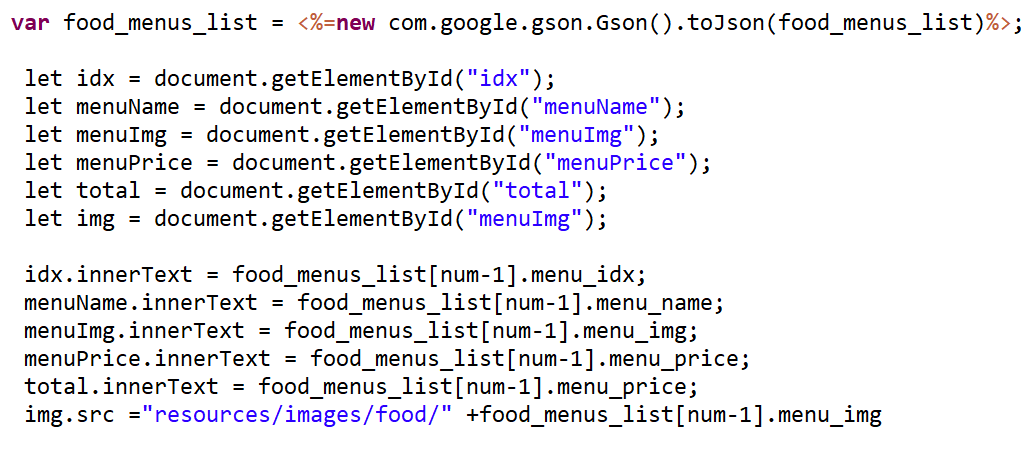 var food_menus_list = <%=new com.google.gson.Gson().toJson(food_menus_list)%>;
let idx = document.getElementById("idx");
let menuName = document.getElementById("menuName");
let menuImg = document.getElementById("menuImg");
let menuPrice = document.getElementById("menuPrice");
let total = document.getElementById("total");
let img = document.getElementById("menuImg");
idx.innerText = food_menus_list[num-1].menu_idx;
menuName.innerText = food_menus_list[num-1].menu_name;
menuImg.innerText = food_menus_list[num-1].menu_img;
menuPrice.innerText = food_menus_list[num-1].menu_price;
total.innerText = food_menus_list[num-1].menu_price;
img.src ="resources/images/food/" +food_menus_list[num-1].menu_img